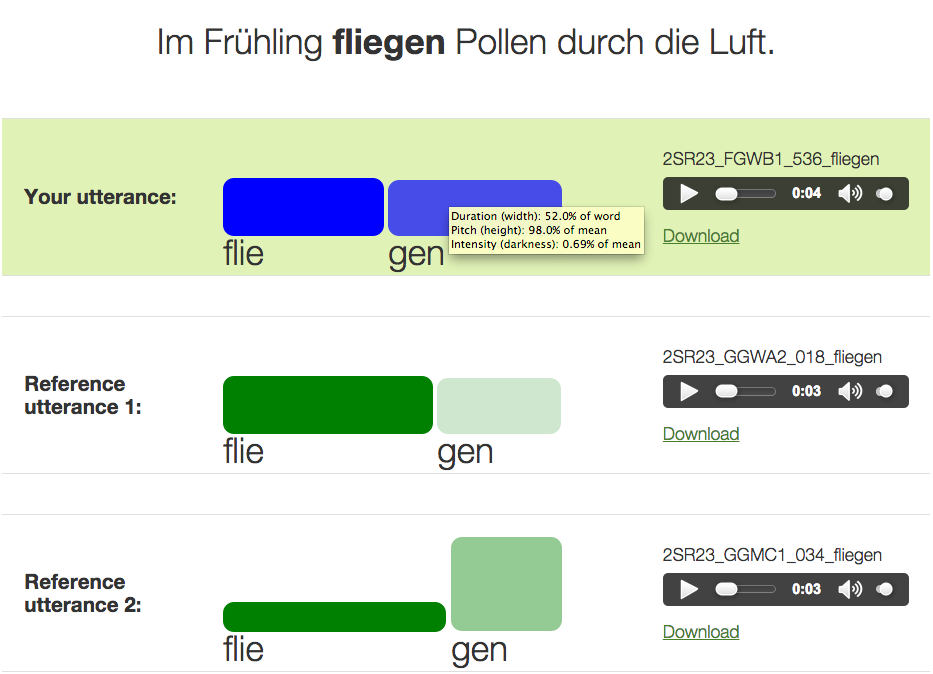 Im Frühling fliegen Pollen durch die Luft.
2SR23_FGWB1_536_fliegen
Your utterance:
0:04
Duration (width): 52.0% of word
Pitch (height): 98.0% of mean
Intensity (darkness): 0.69% of mean
Download
flie gen
2SR23_GGWA2_018_fliegen
Reference
utterance 1:
0:03
Download
flie gen
2SR23_GGMC1_034_fliegen
Reference
utterance 2:
0:03
Download
flie gen